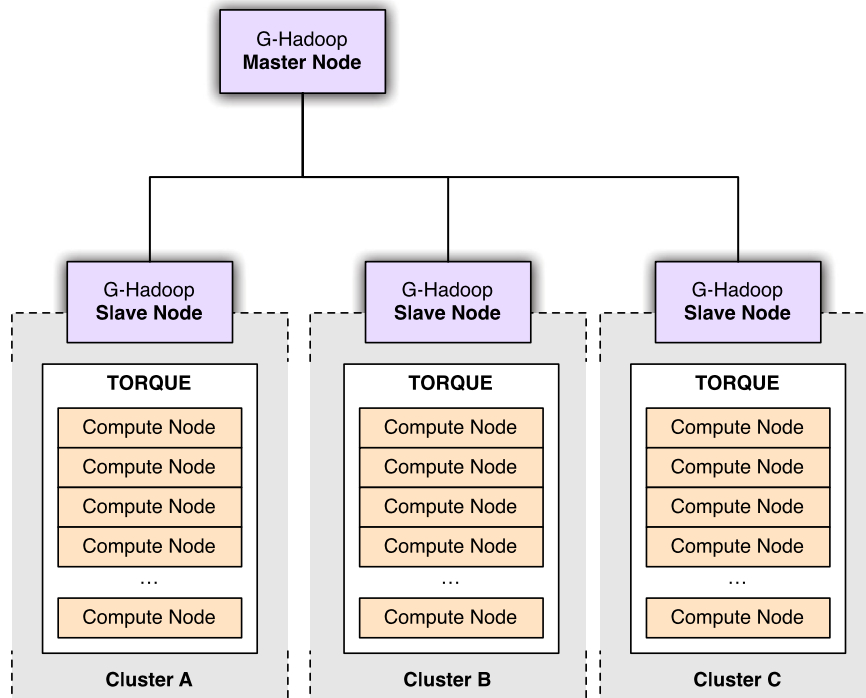 G-Hadoop
Master Node
G-Hadoop
Slave Node
G-Hadoop
Slave Node
G-Hadoop
Slave Node
TORQUE
Compute Node
Compute Node
Compute Node
Compute Node
...
Compute Node
Cluster A
TORQUE
Compute Node
Compute Node
Compute Node
Compute Node
...
Compute Node
Cluster B
TORQUE
Compute Node
Compute Node
Compute Node
Compute Node
...
Compute Node
Cluster C